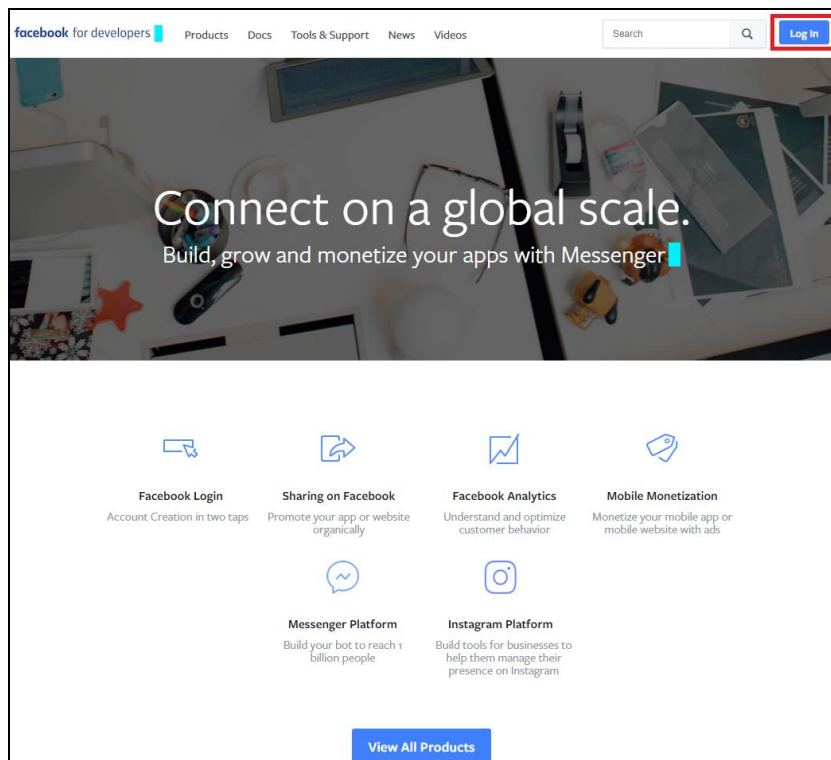 facebook for developers Products Docs Tools & Support News Videos Search Log In
Connect on a global scale.
Build, grow and monetize your apps with Messenger
Facebook Login
Account Creation in two taps
Sharing on Facebook
Promote your app or website
organically
Facebook Analytics
Understand and optimize
customer behavior
Mobile Monetization
Monetize your mobile app or
mobile website with ads
Messenger Platform
Build your bot to reach 1
billion people
Instagram Platform
Build tools for businesses to
help them manage their
presence on Instagram
View All Products